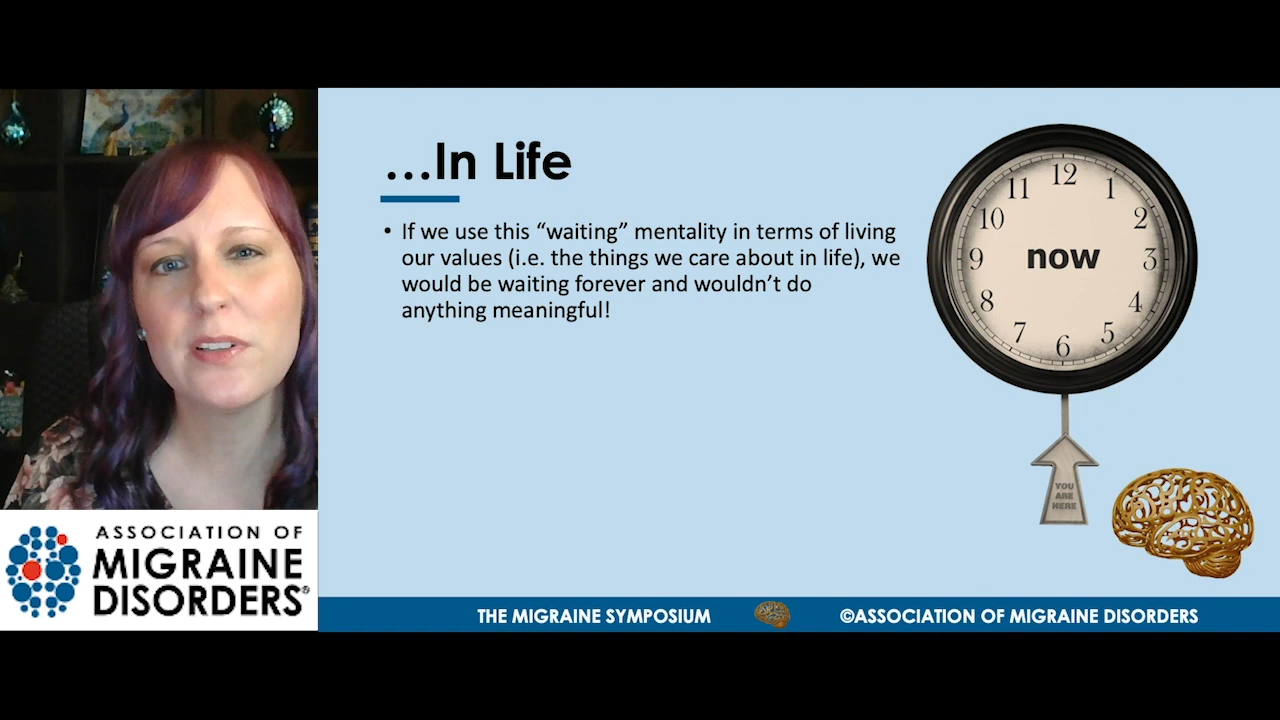 ...In Life
• If we use this “waiting” mentality in terms of living
our values (i.e. the things we care about in life), we
would be waiting forever and wouldn’t do
anything meaningful!
12
11 1
10 2
9 now 3
8 4
7 5
6
YOU
ARE
HERE
ASSOCIATION OF
MIGRAINE
DISORDERS®
THE MIGRAINE SYMPOSIUM ©ASSOCIATION OF MIGRAINE DISORDERS